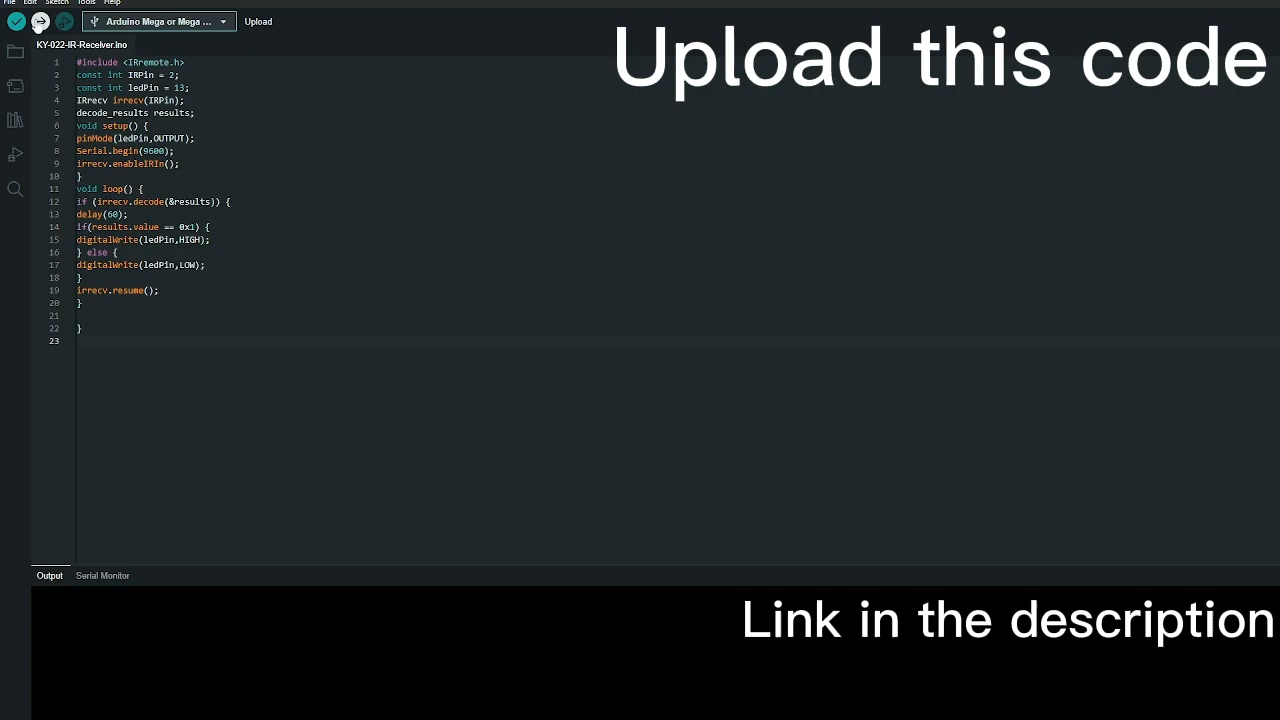 File Edit Sketch Tools Help
Arduino Mega or Mega ... Upload
Upload this code
KY-022-IR-Receiver.ino
1 #include <IRremote.h>
2 const int IRPin = 2;
3 const int ledPin = 13;
4 IRrecv irrecv(IRPin);
5 decode_results results;
6 void setup() {
7 pinMode(ledPin,OUTPUT);
8 Serial.begin(9600);
9 irrecv.enableIRIn();
10 }
11 void loop() {
12 if (irrecv.decode(&results)) {
13 delay(60);
14 if(results.value == 0x1) {
15 digitalWrite(ledPin,HIGH);
16 } else {
17 digitalWrite(ledPin,LOW);
18 }
19 irrecv.resume();
20 }
21
22 }
23
Output Serial Monitor
Link in the description